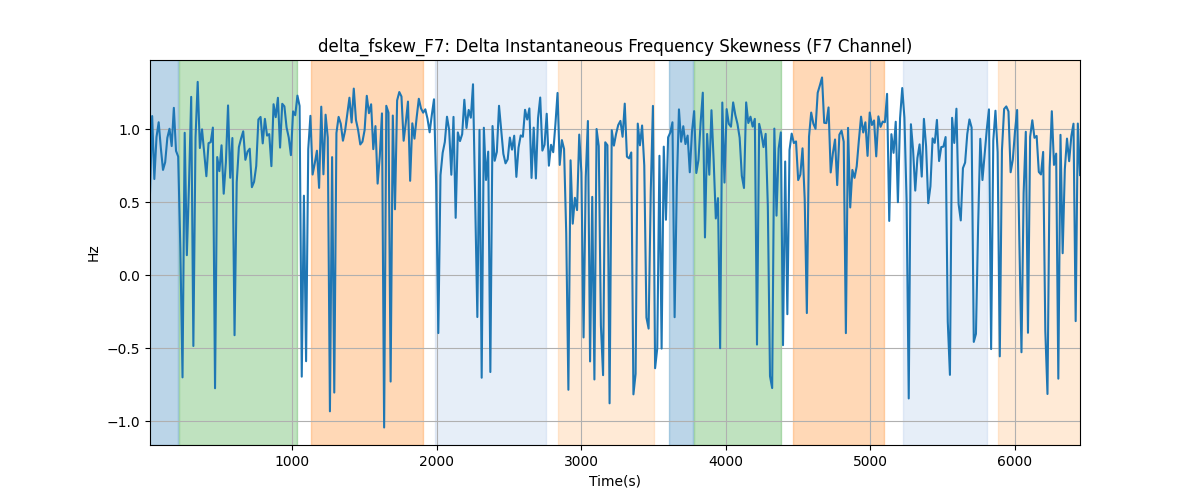 delta_fskew_F7: Delta Instantaneous Frequency Skewness (F7 Channel)
Hz
1.0
0.5
0.0
−0.5
−1.0
1000 2000 3000 4000 5000 6000
Time(s)